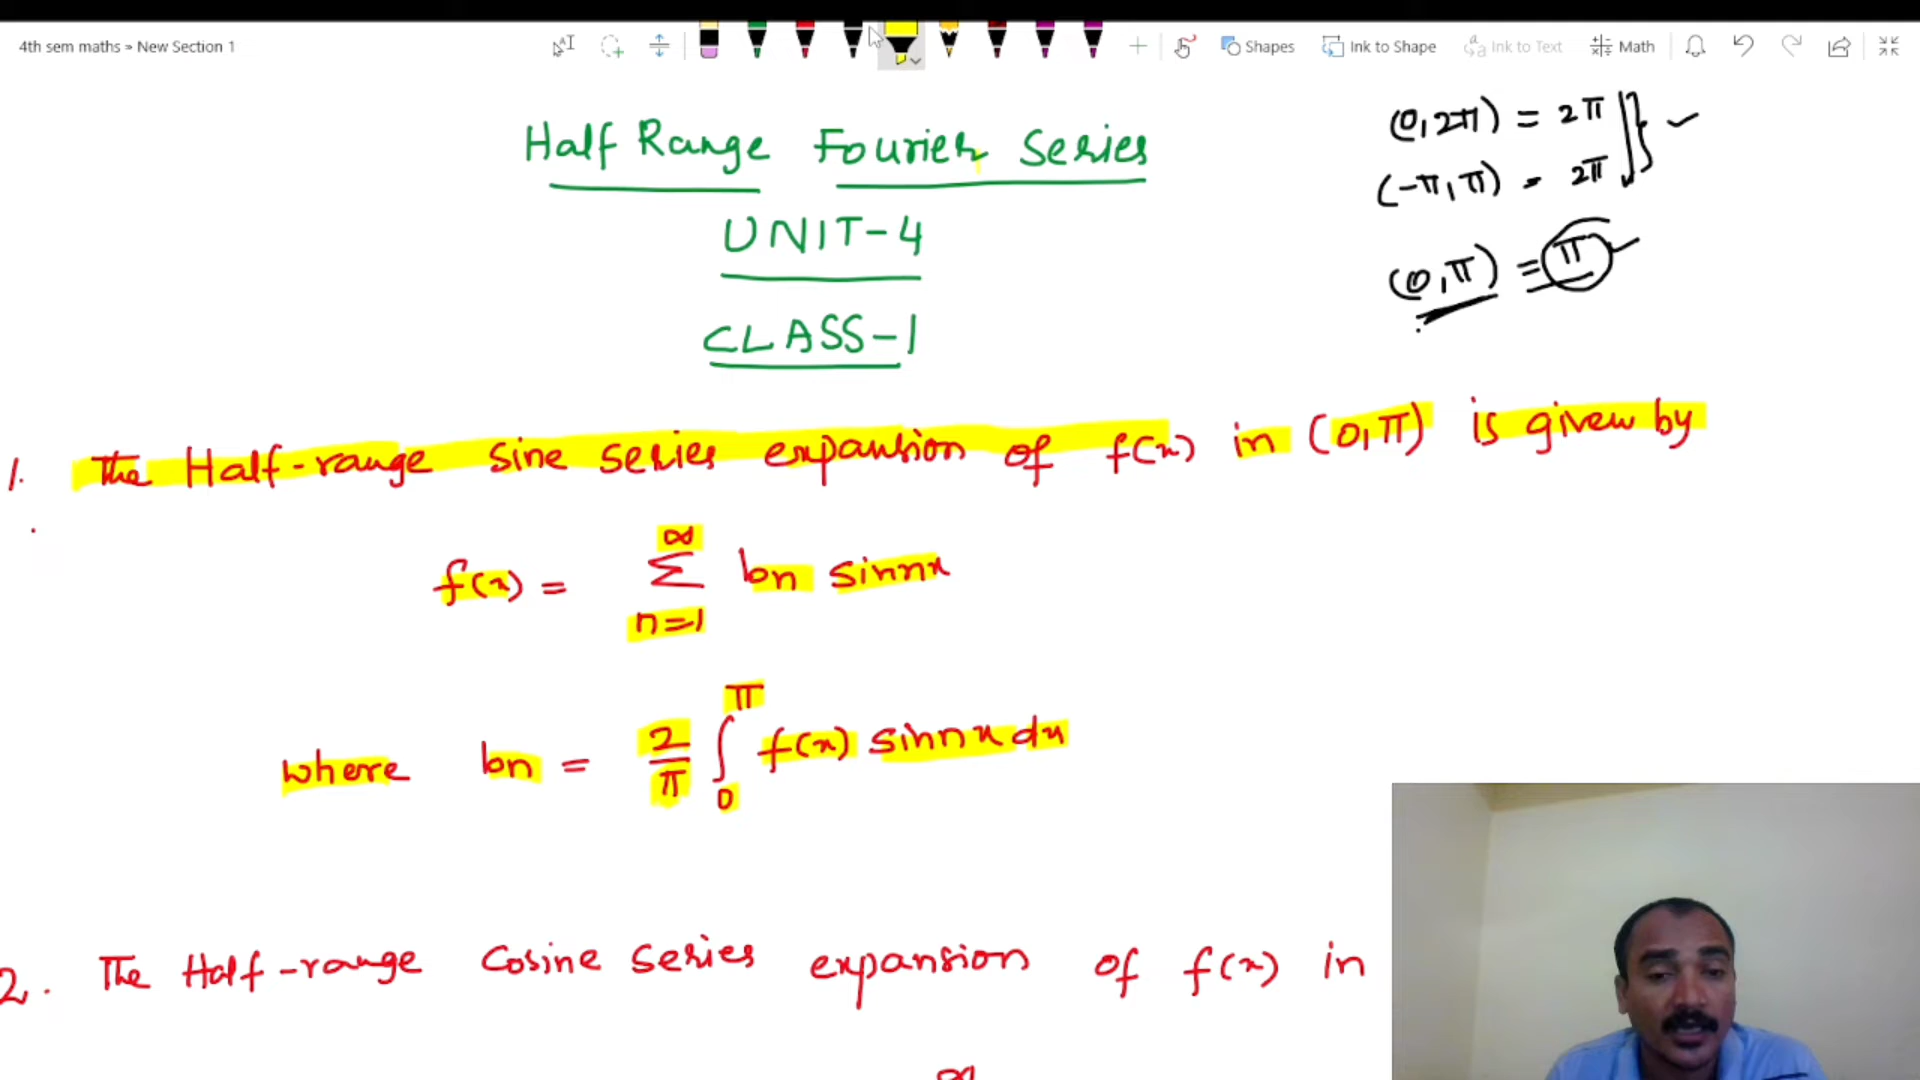 4th sem maths » New Section 1
Shapes
Ink to Shape
Ink to Text
Math
Half Range Fourier Series
UNIT-4
CLASS-1
(0,2π) = 2π
(-π,π) = 2π
(0,π) = π
1. The Half-range sine series expansion of f(x) in (0,π) is given by
f(x) = ∑ n=1 ∞ bn sinnx
where bn = 2/π ∫ 0 π f(x) sinnx dx
2. The Half-range Cosine series expansion of f(x) in